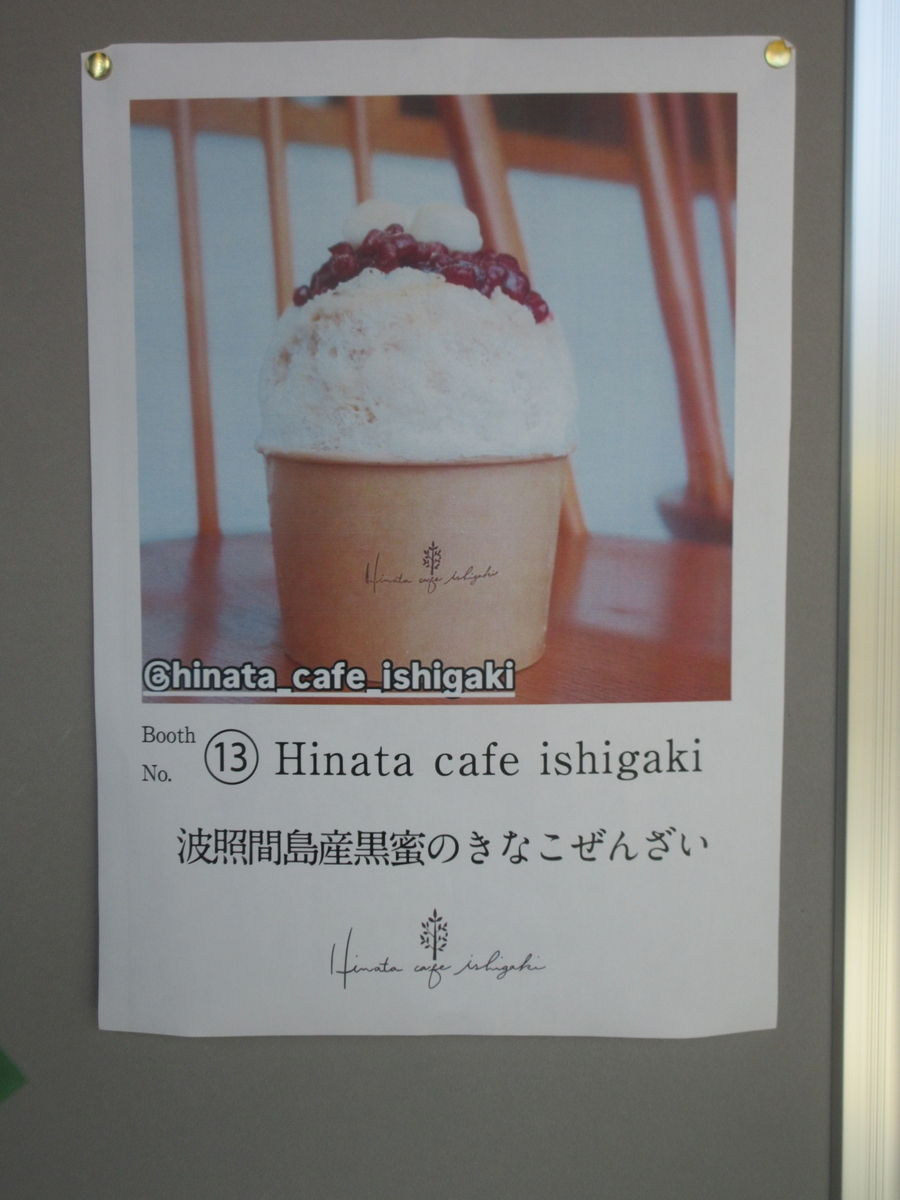 Hinata cafe ishigaki
@hinata_cafe_ishigaki
Booth No. ⑬ Hinata cafe ishigaki
波照間島産黒蜜のきなこぜんざい
Hinata cafe ishigaki